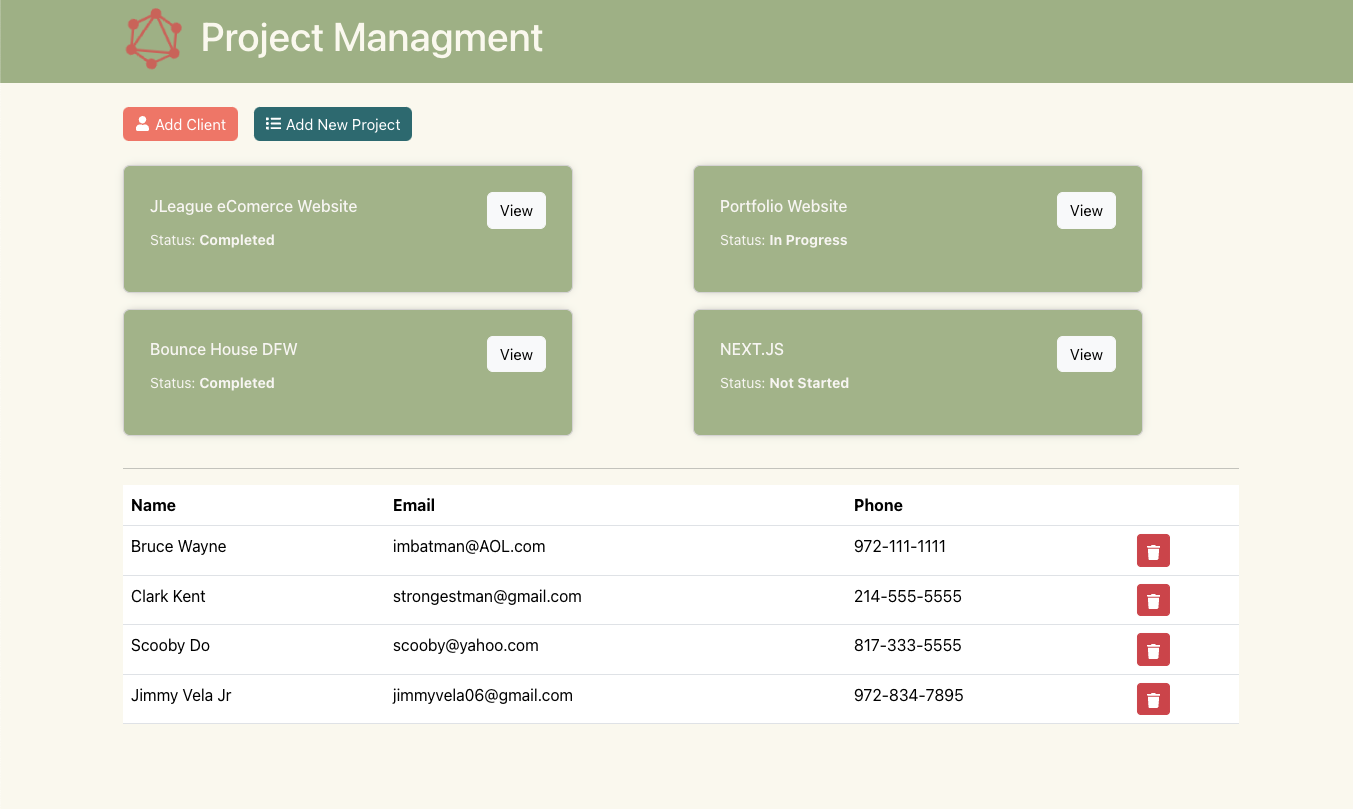 Project Managment
Add Client
Add New Project
JLeague eComerce Website
View
Status: Completed
Portfolio Website
View
Status: In Progress
Bounce House DFW
View
Status: Completed
NEXT.JS
View
Status: Not Started
Name Email Phone
Bruce Wayne imbatman@AOL.com 972-111-1111
Clark Kent strongestman@gmail.com 214-555-5555
Scooby Do scooby@yahoo.com 817-333-5555
Jimmy Vela Jr jimmyvela06@gmail.com 972-834-7895